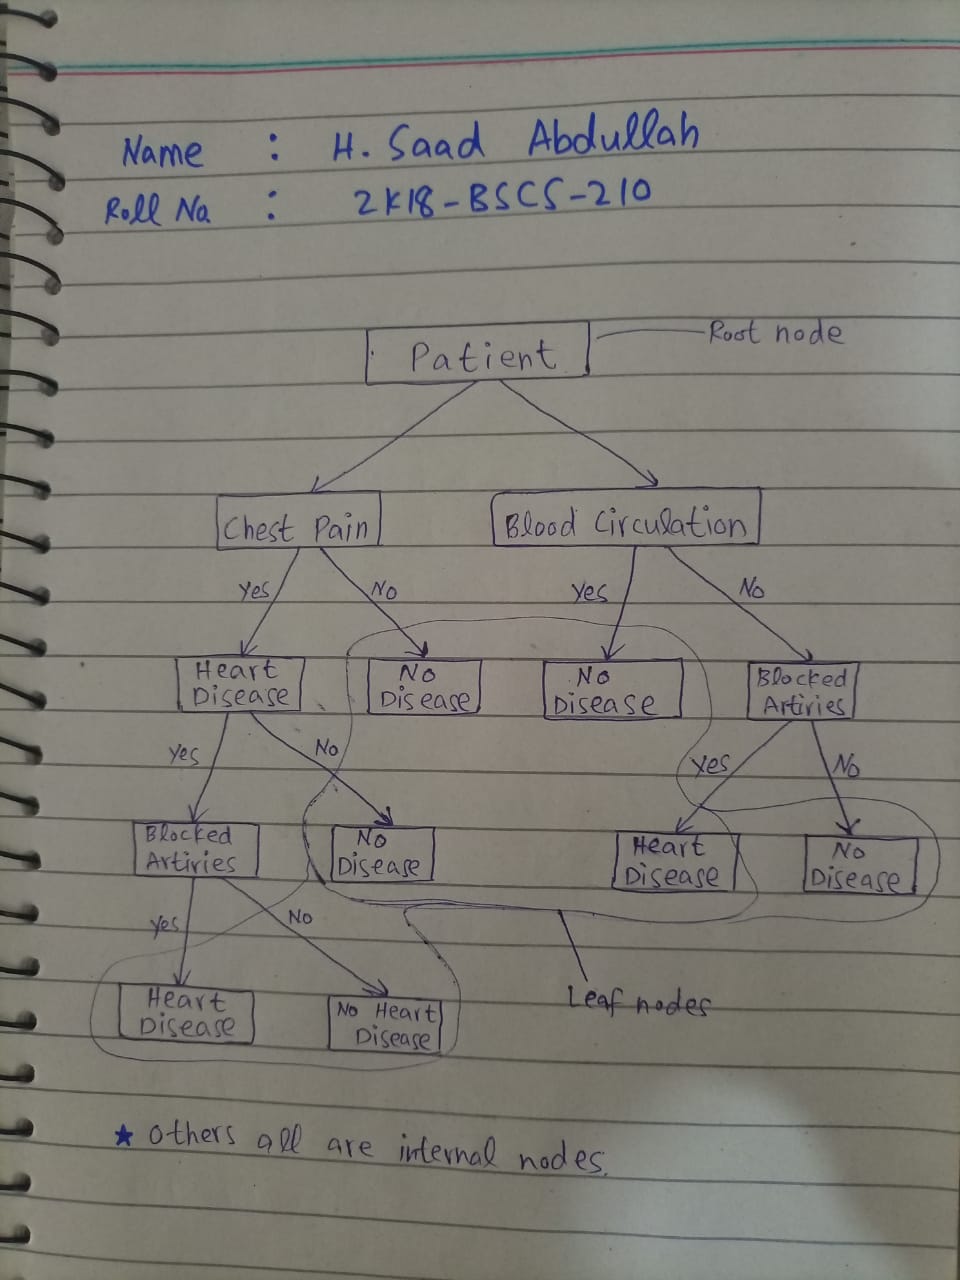 Name : H. Saad Abdullah
Roll No. : 2K18-BSCS-210
Patient
Root node
Chest Pain
Blood Circulation
Yes
No
Yes
No
Heart
Disease
No
Disease
No
Disease
Blocked
Artiries
Yes
No
Yes
No
Blocked
Artiries
No
Disease
Heart
Disease
No
Disease
Yes
No
Heart
Disease
No Heart
Disease
Leaf nodes
★ Others all are internal nodes.